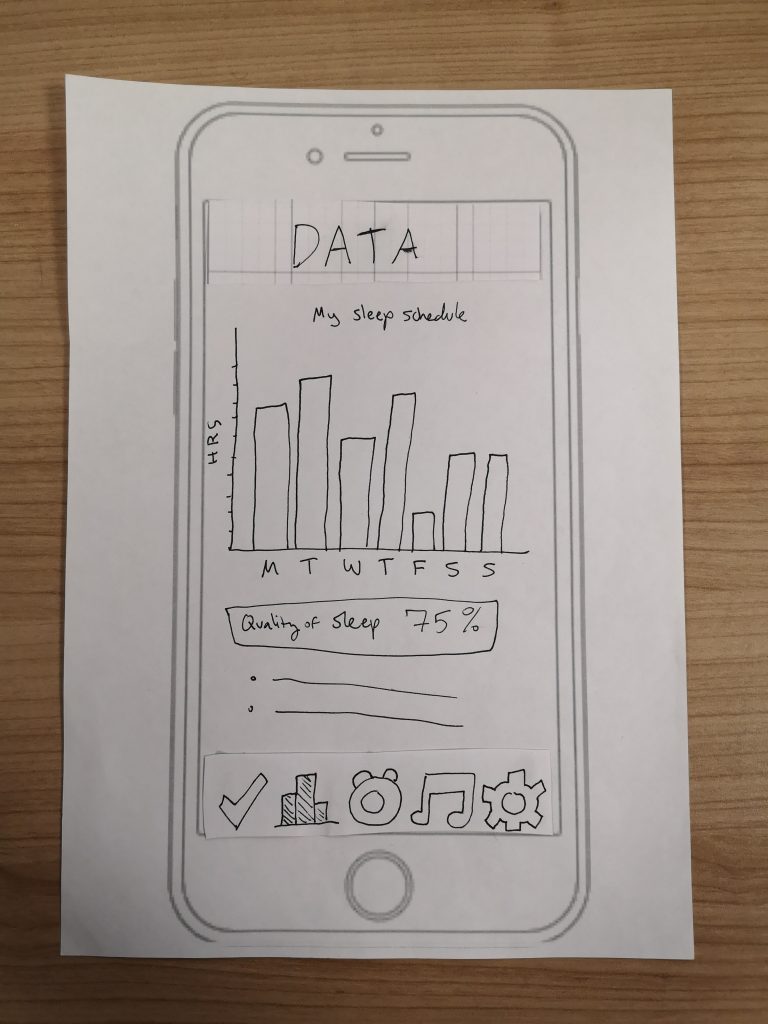 DATA
My sleep schedule
HRS
M T W T F S S
Quality of sleep 75%